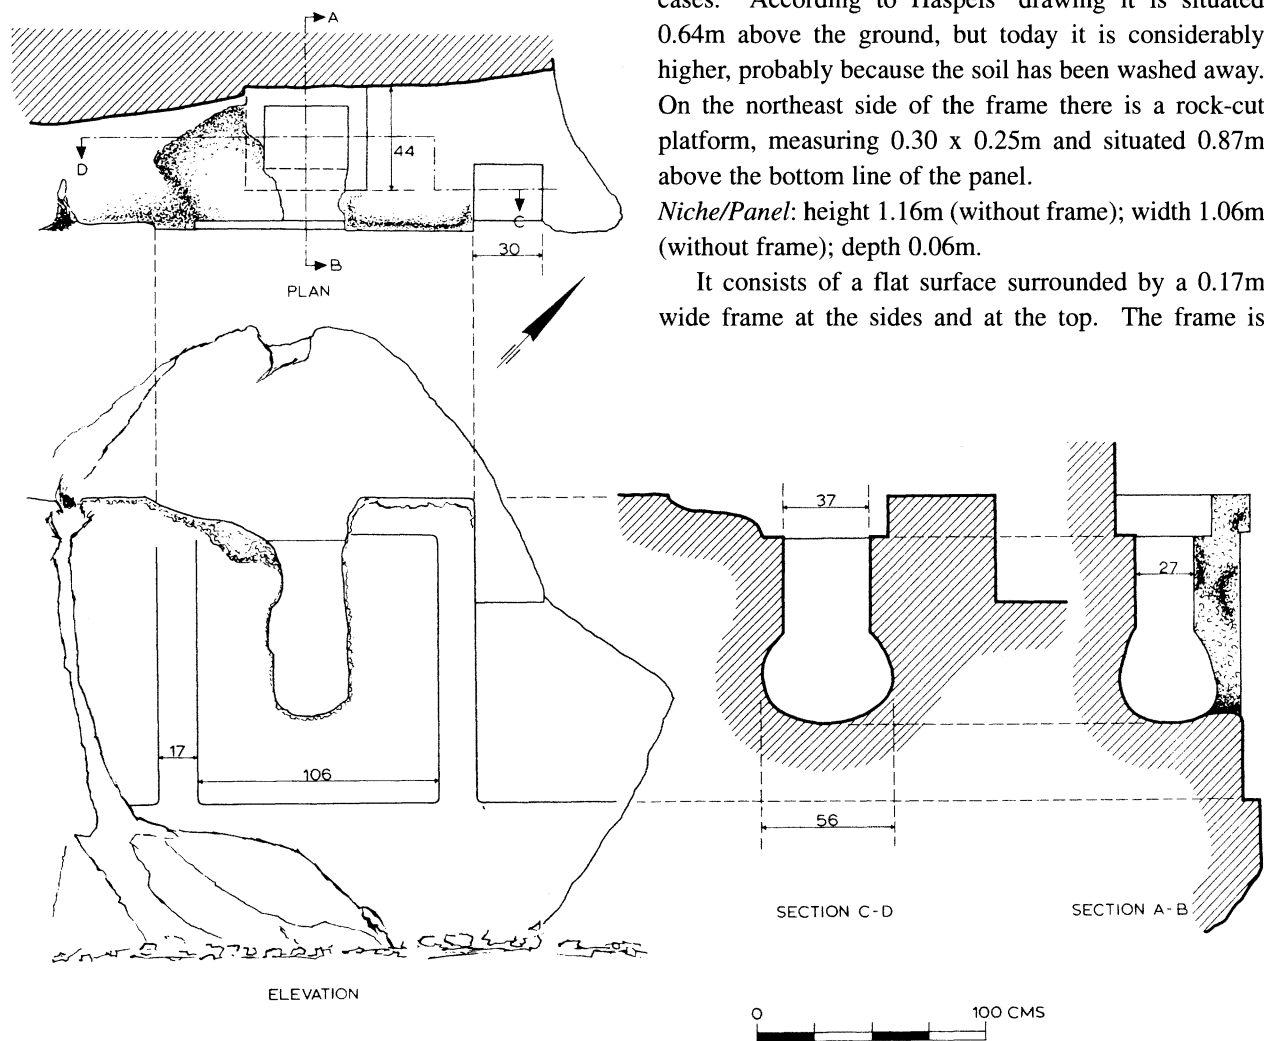 cases. According to Haspels' drawing it is situated
0.64m above the ground, but today it is considerably
higher, probably because the soil has been washed away.
On the northeast side of the frame there is a rock-cut
platform, measuring 0.30 x 0.25m and situated 0.87m
above the bottom line of the panel.
Niche/Panel: height 1.16m (without frame); width 1.06m
(without frame); depth 0.06m.
It consists of a flat surface surrounded by a 0.17m
wide frame at the sides and at the top. The frame is
A
D
44
C
30
B
PLAN
37
27
17
106
56
SECTION C-D
SECTION A-B
ELEVATION
0
100 CMS